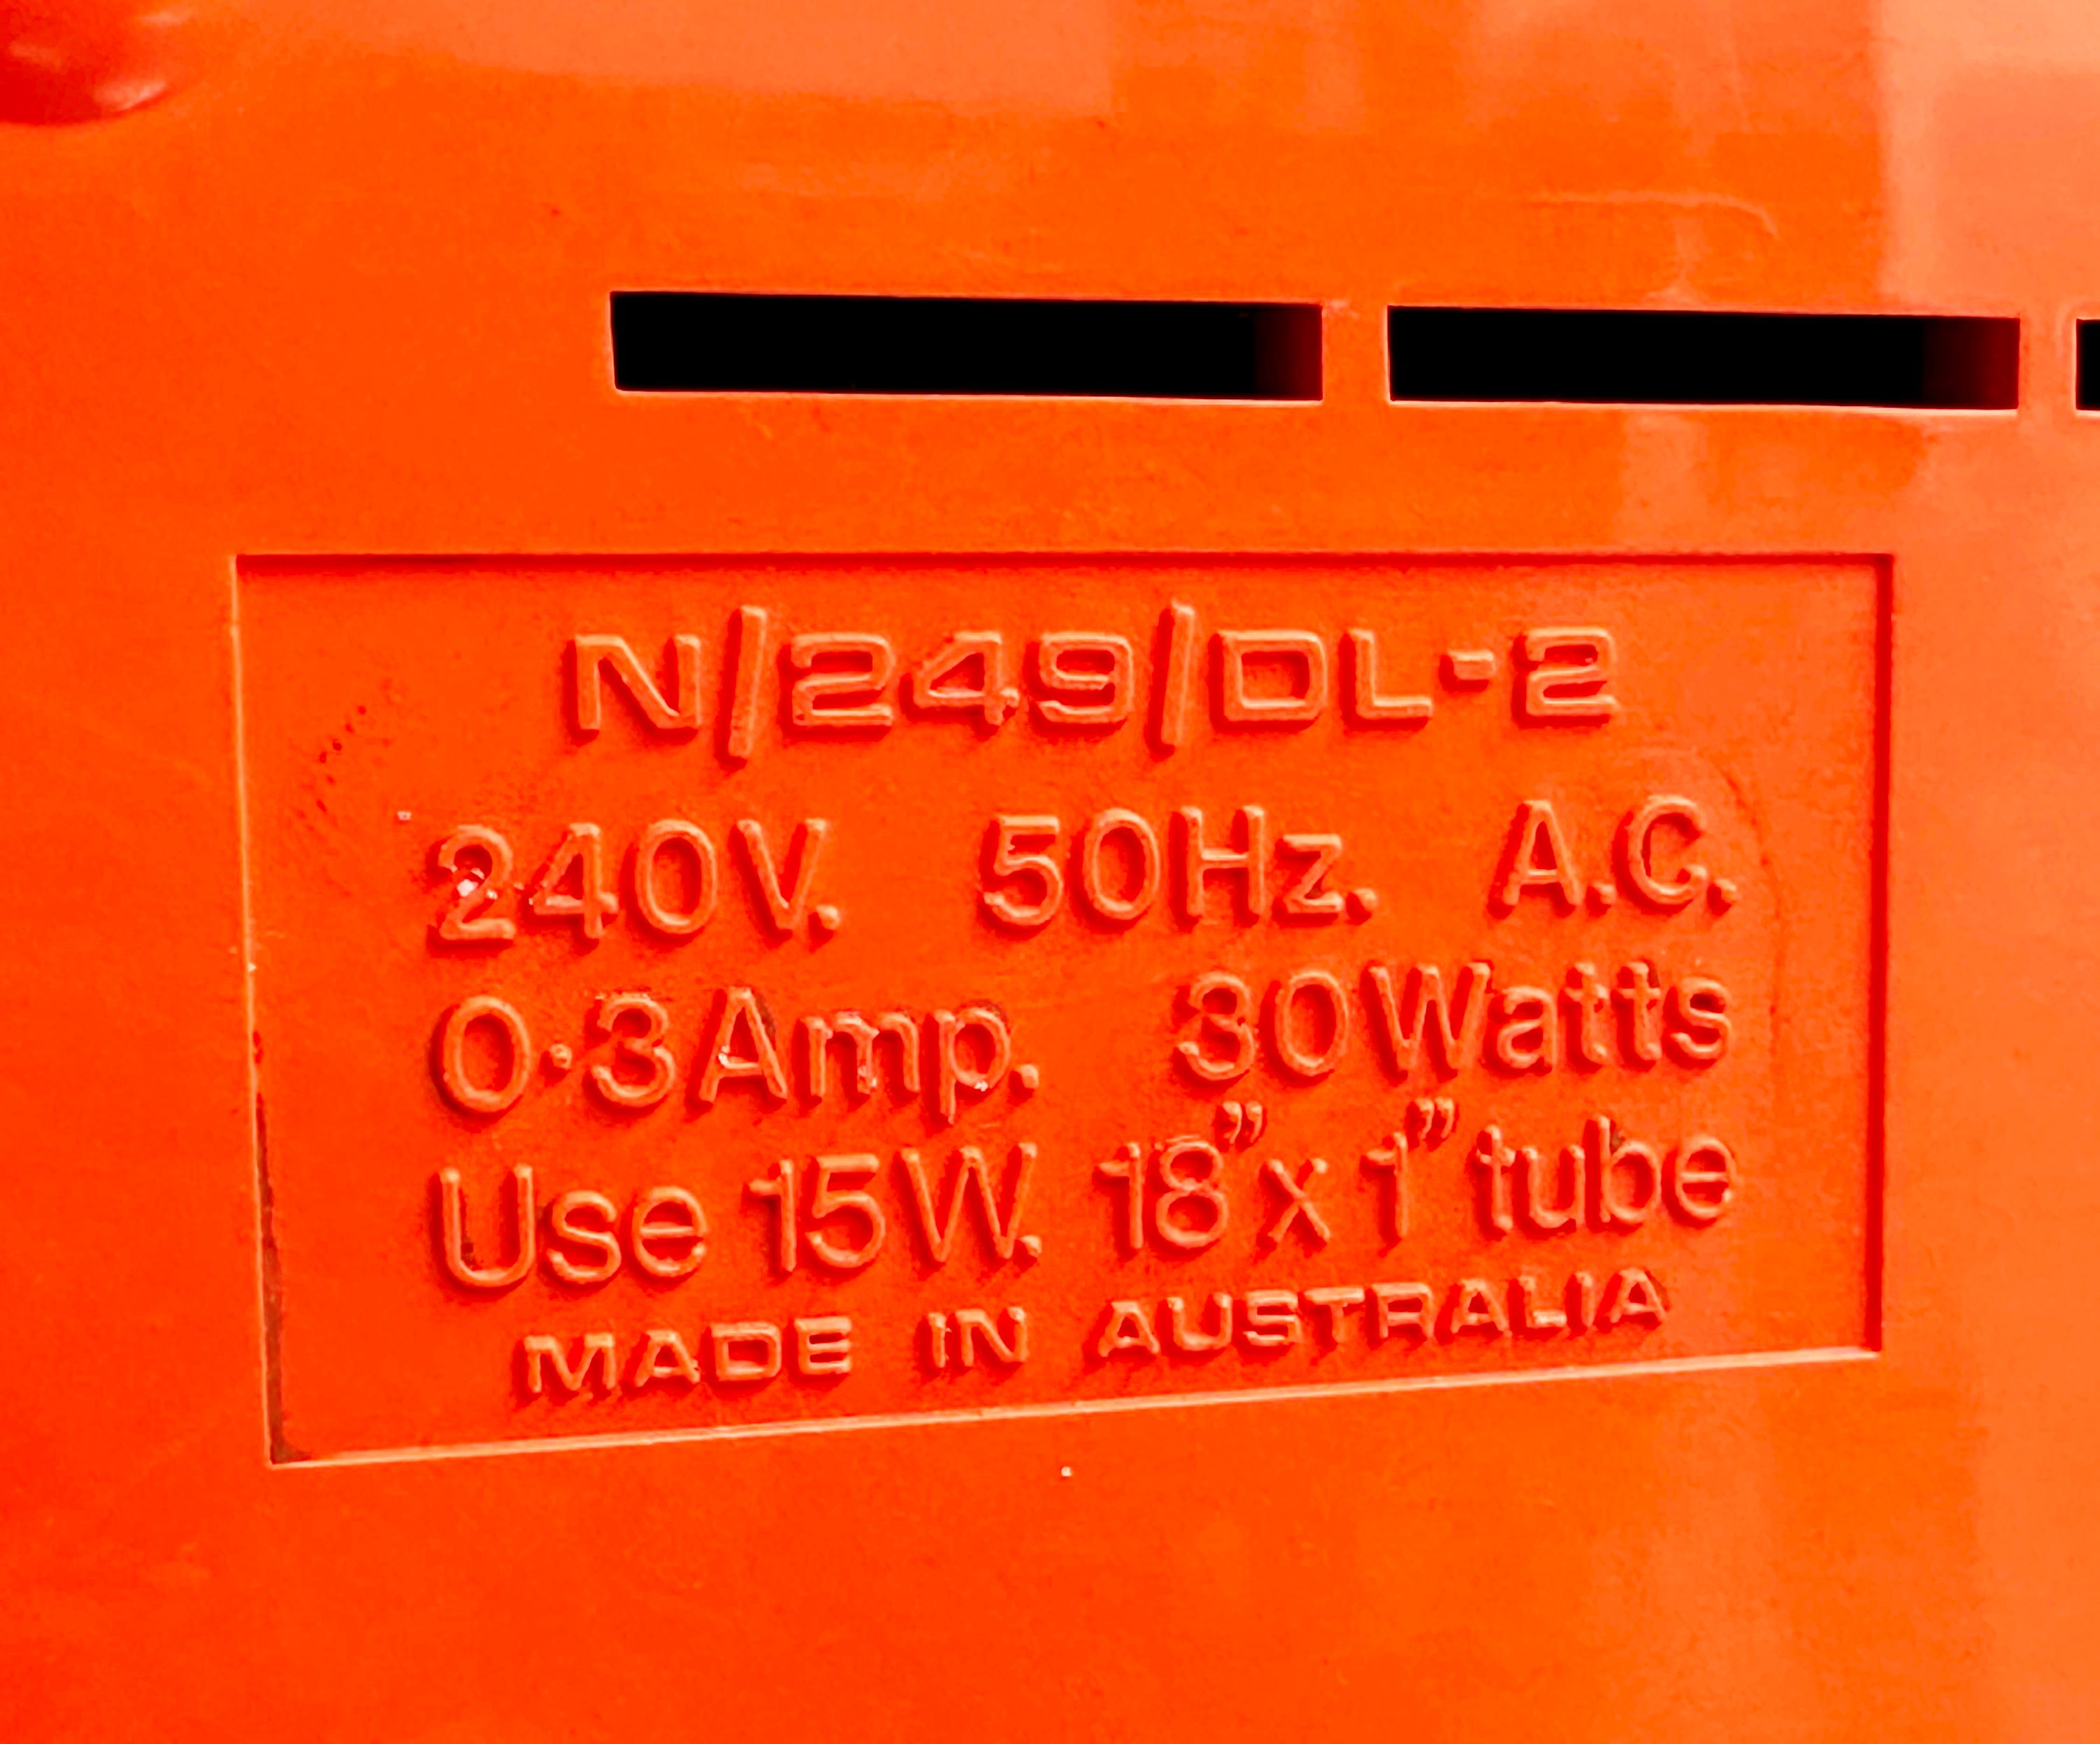 N/249/DL-2
240V. 50Hz. A.C.
0·3Amp. 30Watts
Use 15W. 18”x 1” tube
MADE IN AUSTRALIA